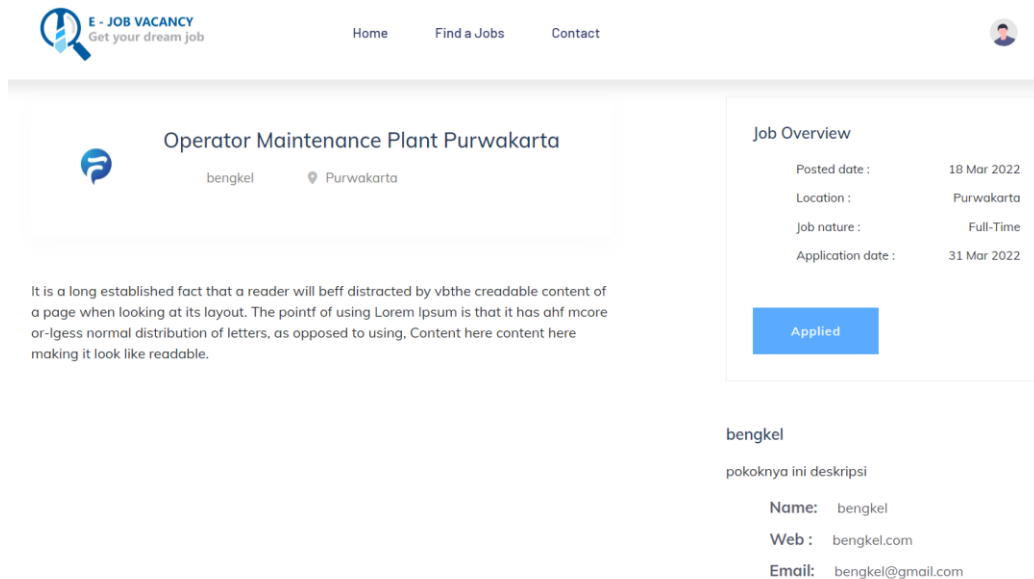 E - JOB VACANCY
Get your dream job
Home
Find a Jobs
Contact
Operator Maintenance Plant Purwakarta
bengkel
Purwakarta
It is a long established fact that a reader will beff distracted by vbthe creadable content of
a page when looking at its layout. The pointf of using Lorem Ipsum is that it has ahf mcore
or-lgess normal distribution of letters, as opposed to using, Content here content here
making it look like readable.
Job Overview
Posted date : 18 Mar 2022
Location : Purwakarta
Job nature : Full-Time
Application date : 31 Mar 2022
Applied
bengkel
pokoknya ini deskripsi
Name: bengkel
Web : bengkel.com
Email: bengkel@gmail.com